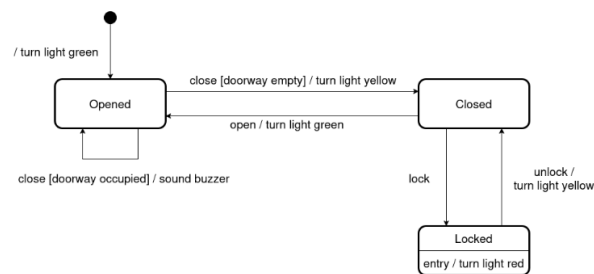 / turn light green
close [doorway empty] / turn light yellow
Opened
Closed
open / turn light green
close [doorway occupied] / sound buzzer
lock
unlock /
turn light yellow
Locked
entry / turn light red